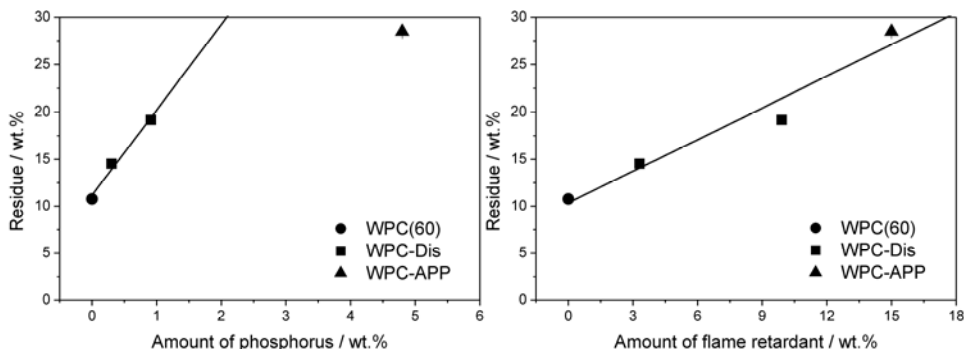 Residue / wt.%
30
25
20
15
10
5
0
0 1 2 3 4 5 6
Amount of phosphorus / wt.%
WPC(60)
WPC-Dis
WPC-APP
Residue / wt.%
30
25
20
15
10
5
0
0 3 6 9 12 15 18
Amount of flame retardant / wt.%
WPC(60)
WPC-Dis
WPC-APP